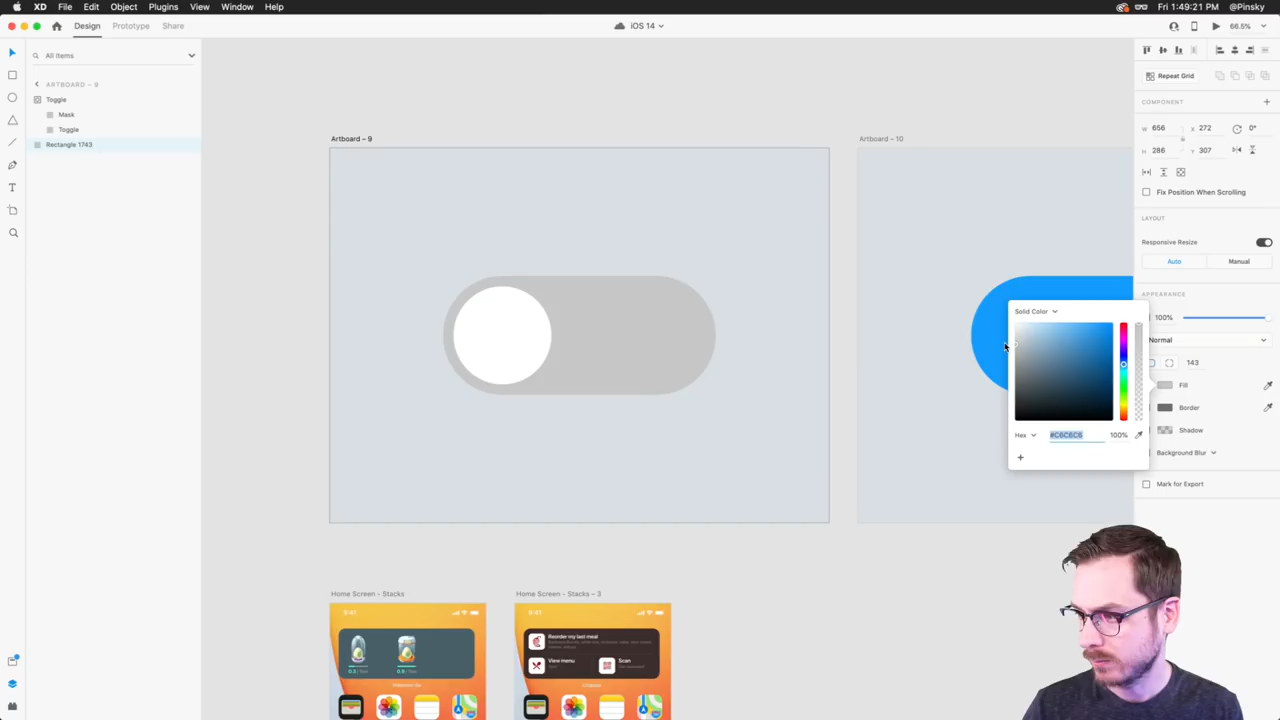 XD File Edit Object Plugins View Window Help
Fri 1:49:21 PM @Pinsky
Design Prototype Share
iOS 14
66.5%
All Items
ARTBOARD – 9
Toggle
Mask
Toggle
Rectangle 1743
Artboard – 9
Artboard – 10
Repeat Grid
COMPONENT
W 656 X 272 0°
H 286 Y 307
Fix Position When Scrolling
LAYOUT
Responsive Resize
Auto Manual
APPEARANCE
100%
Normal
143
Fill
Border
Shadow
Background Blur
Mark for Export
Solid Color
Hex #C6C6C6 100%
Home Screen - Stacks
Home Screen - Stacks – 3
9:41
9:41
Reorder my last meal
View menu
Scan